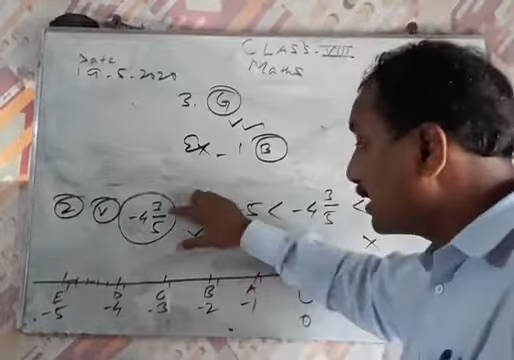 Date
19.5.2020
CLASS-VIII
Maths
3. G
Ex - 1 B
2 v -4 3/5 5 < -4 3/5 <
E D C B A
-5 -4 -3 -2 -1 0